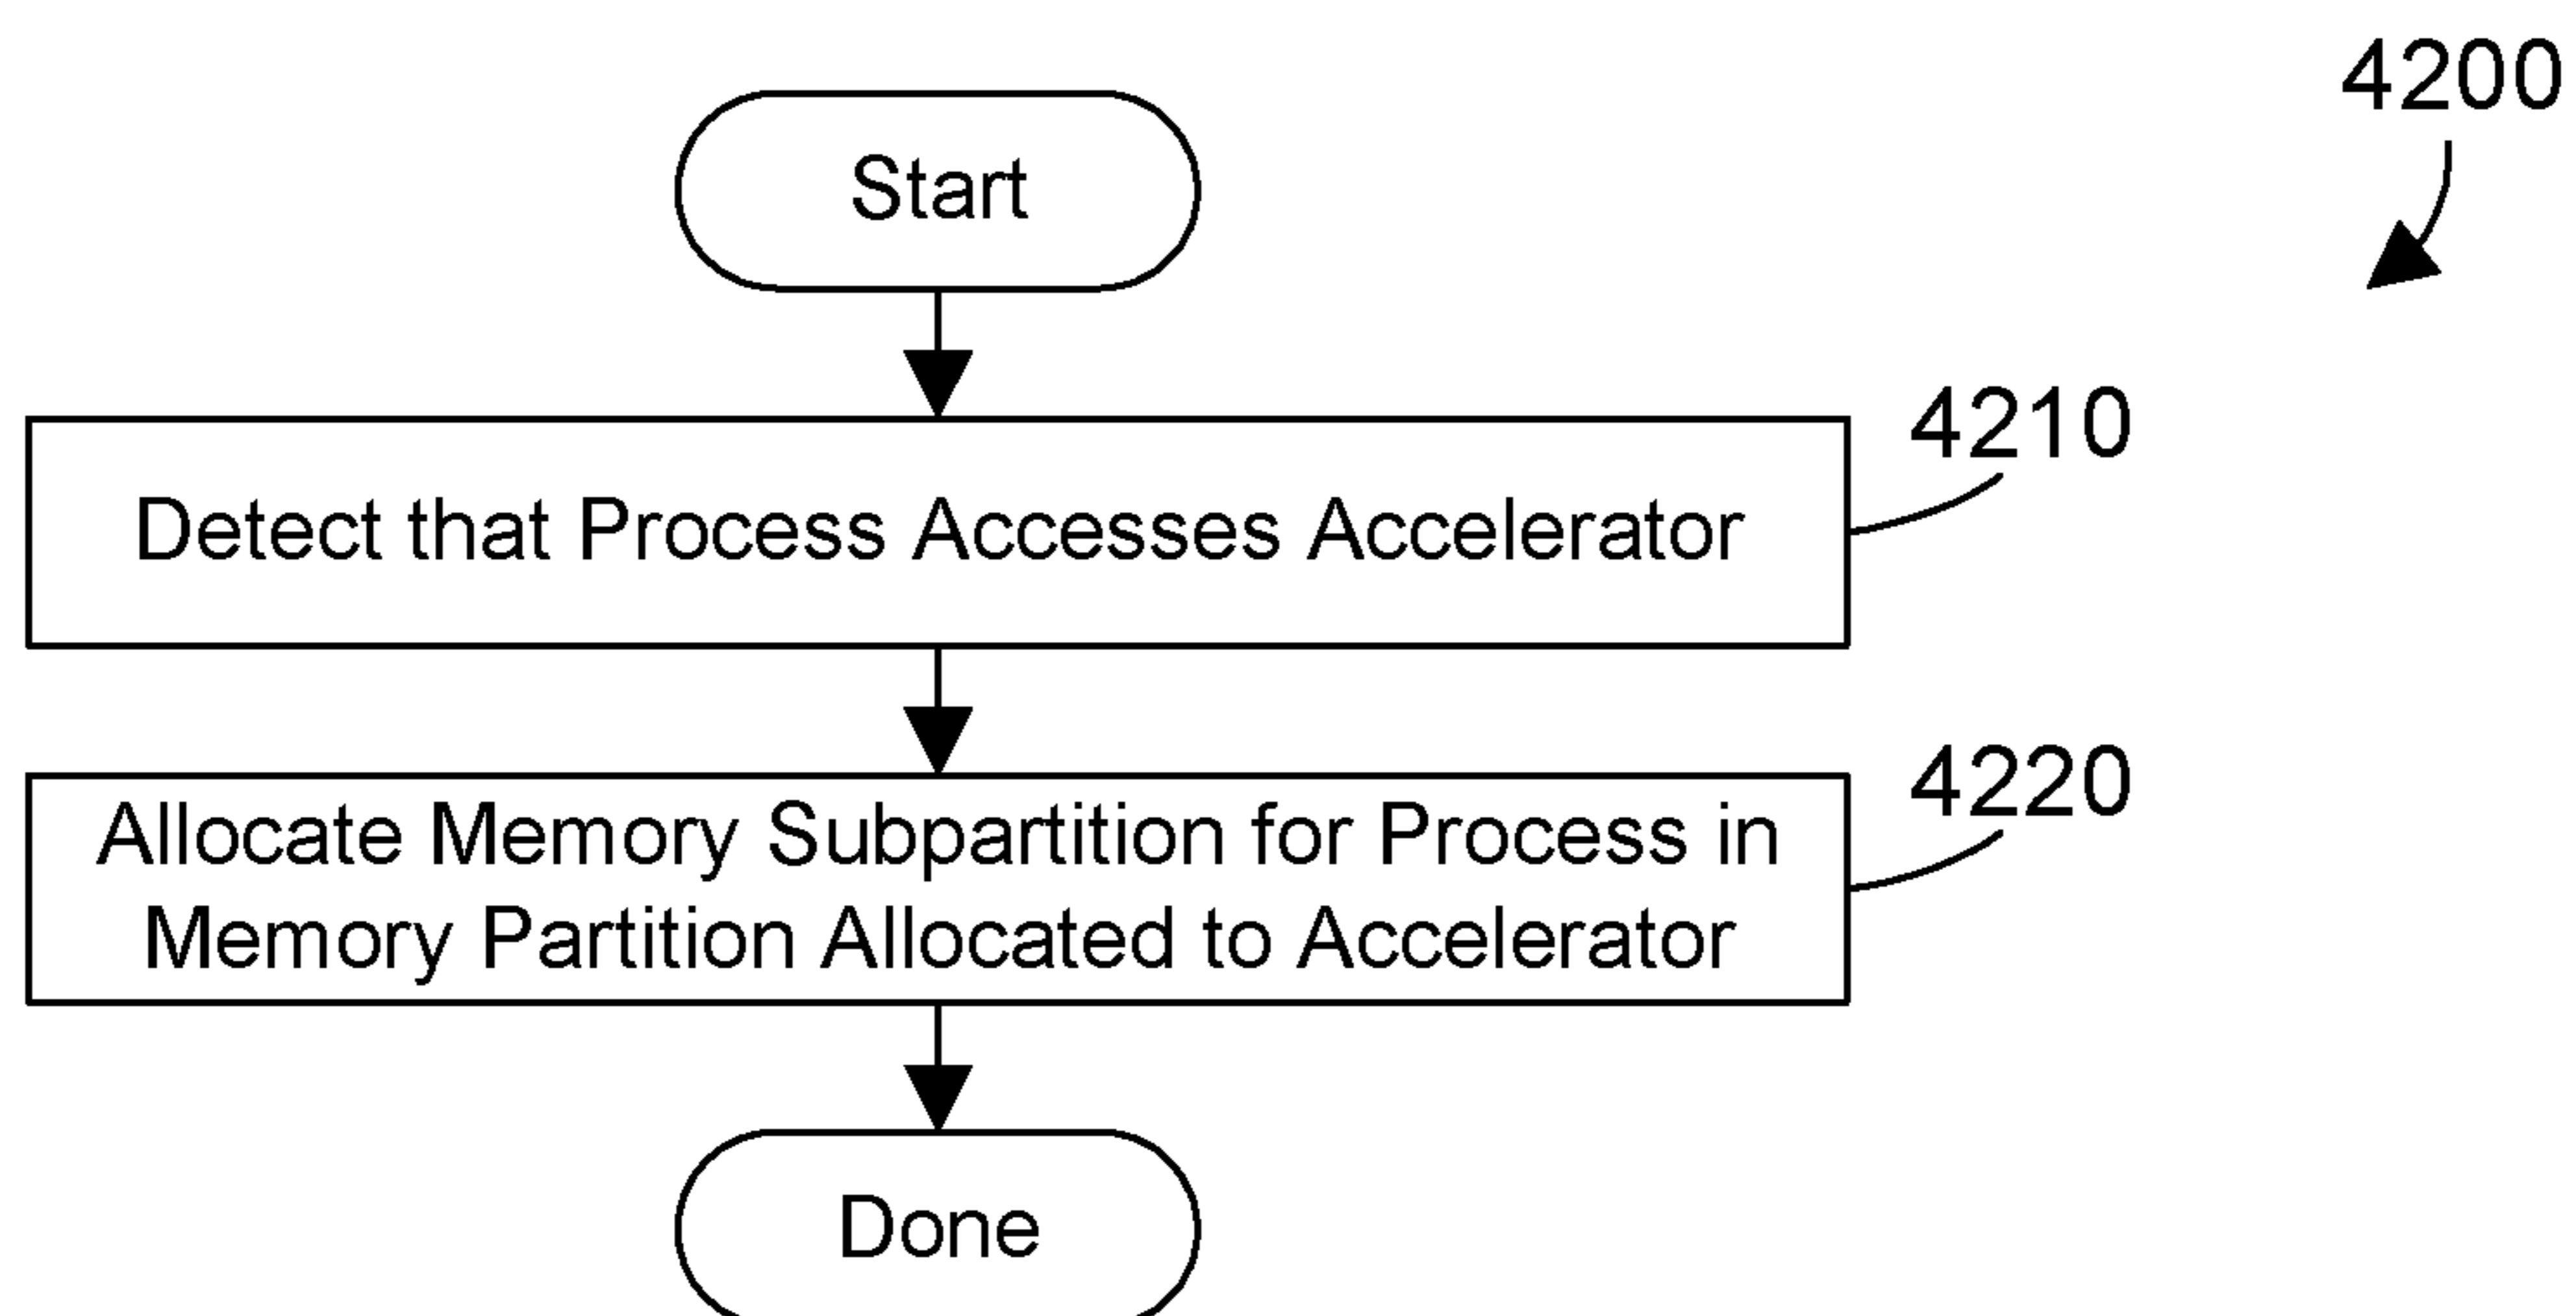 4200
Start
4210
Detect that Process Accesses Accelerator
4220
Allocate Memory Subpartition for Process in
Memory Partition Allocated to Accelerator
Done